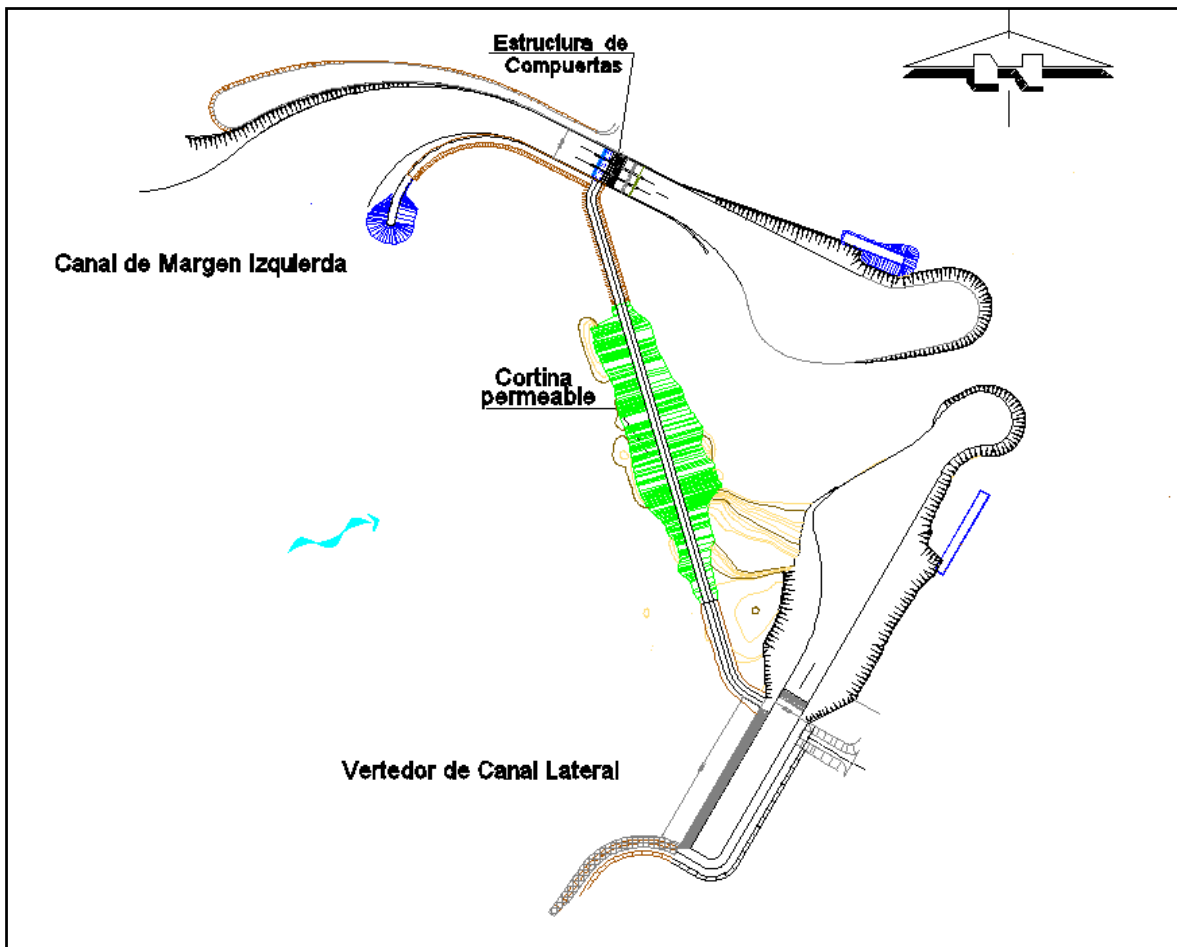 Estructura de
Compuertas
Canal de Margen Izquierda
Cortina
permeable
Vertedor de Canal Lateral